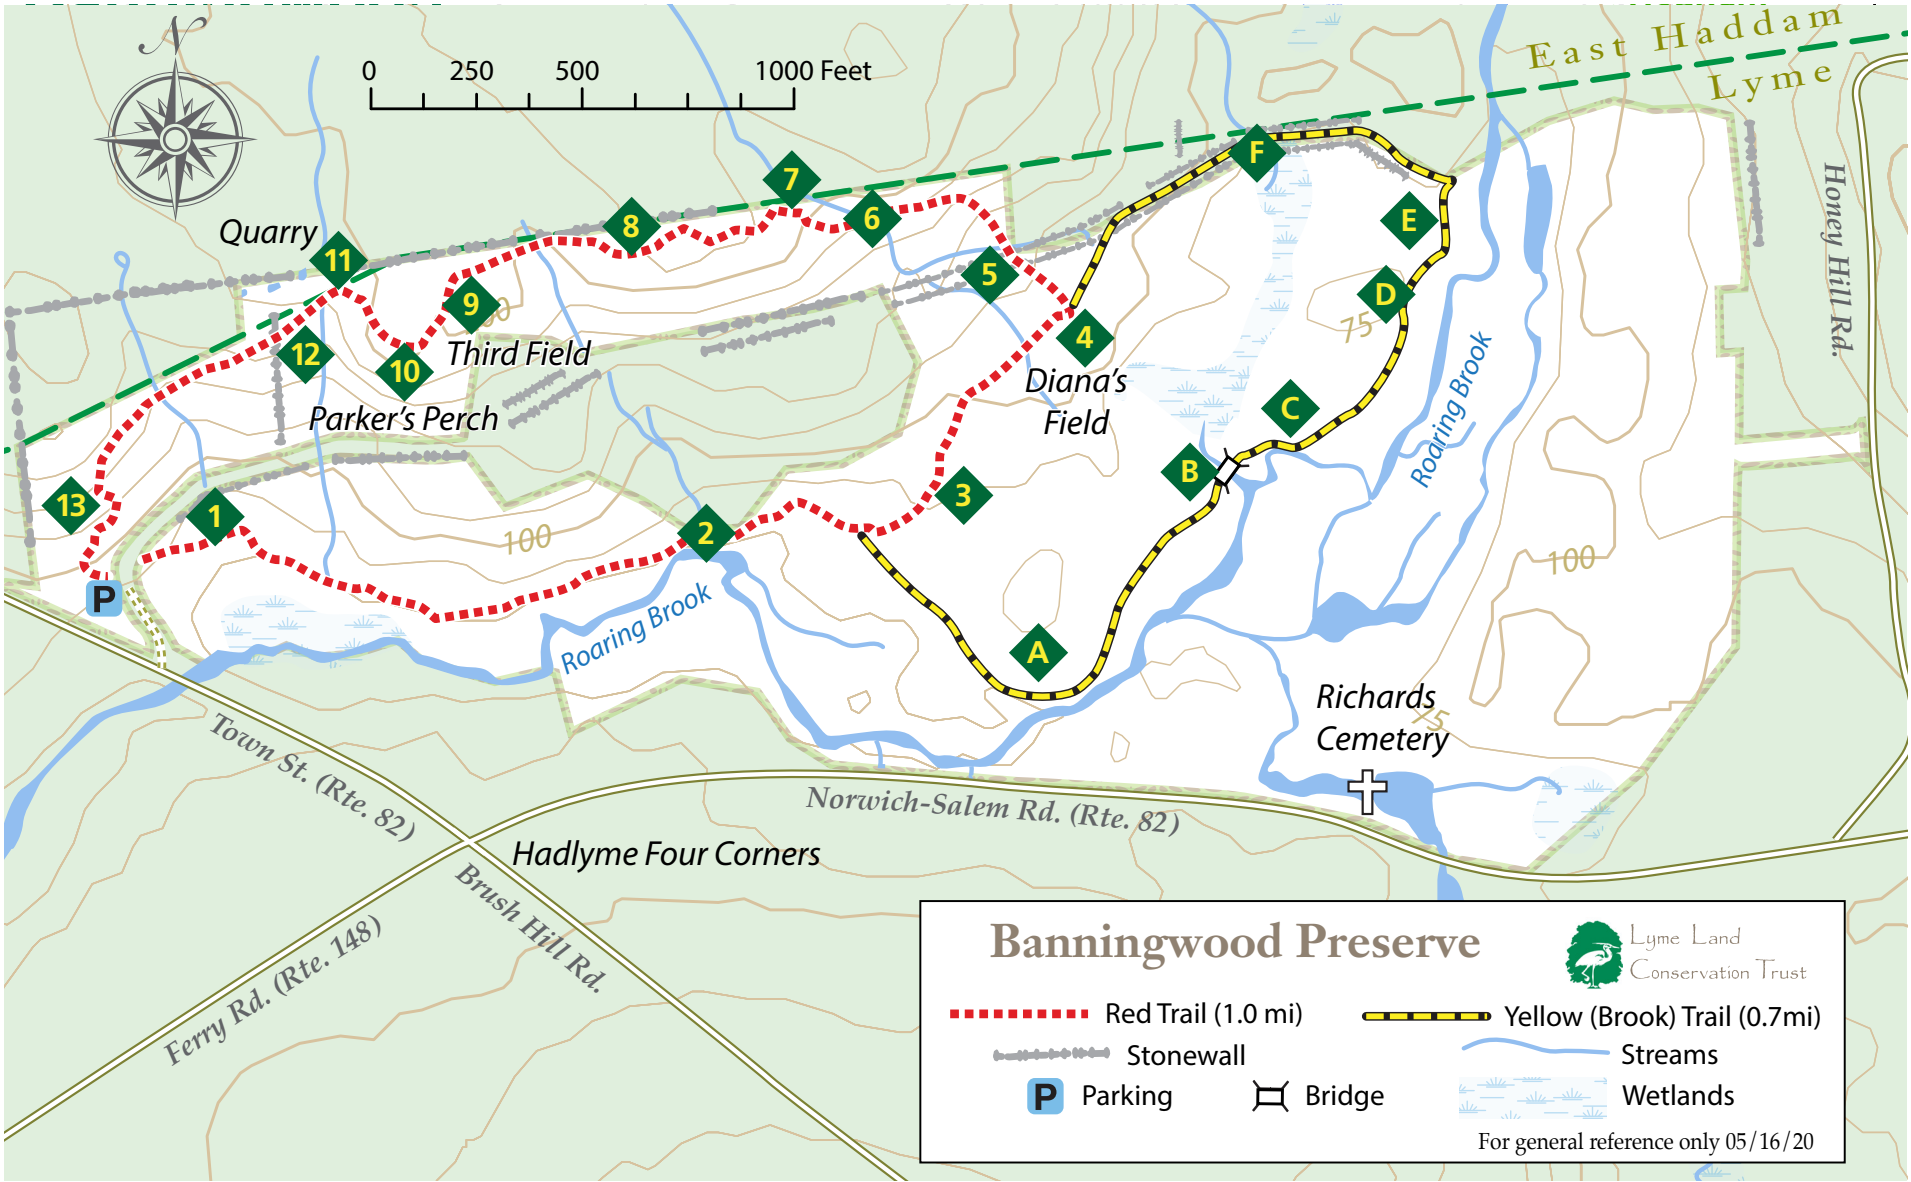 N
0 250 500 1000 Feet
East Haddam
Lyme
Honey Hill Rd.
Quarry
7
6
8
11
5
9
12
10
Third Field
Parker's Perch
4
Diana's
Field
F
E
D
75
C
B
Roaring Brook
13
1
2
3
100
100
A
P
Roaring Brook
Richards
Cemetery
75
Town St. (Rte. 82)
Norwich-Salem Rd. (Rte. 82)
Hadlyme Four Corners
Brush Hill Rd.
Ferry Rd. (Rte. 148)
Banningwood Preserve
Lyme Land
Conservation Trust
Red Trail (1.0 mi)
Yellow (Brook) Trail (0.7mi)
Stonewall
Streams
P Parking
Bridge
Wetlands
For general reference only 05/16/20